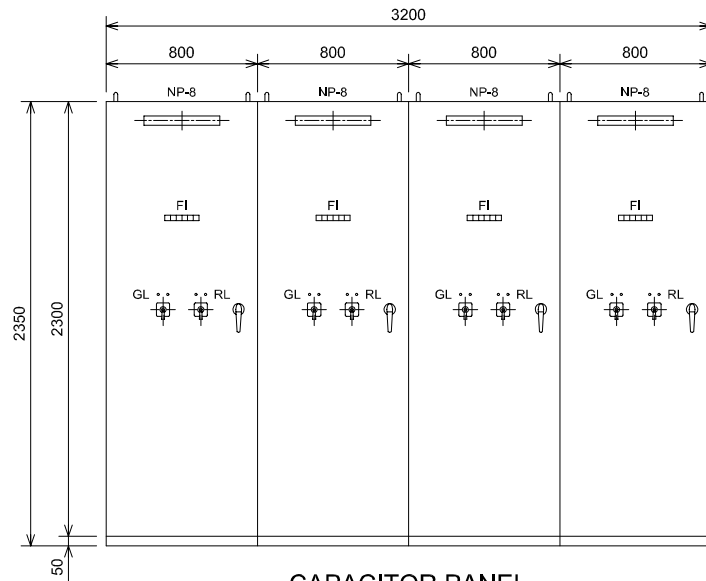 3200
800 800 800 800
NP-8 NP-8 NP-8 NP-8
FI FI FI FI
GL RL GL RL GL RL GL RL
2350
2300
50
CAPACITOR PANEL